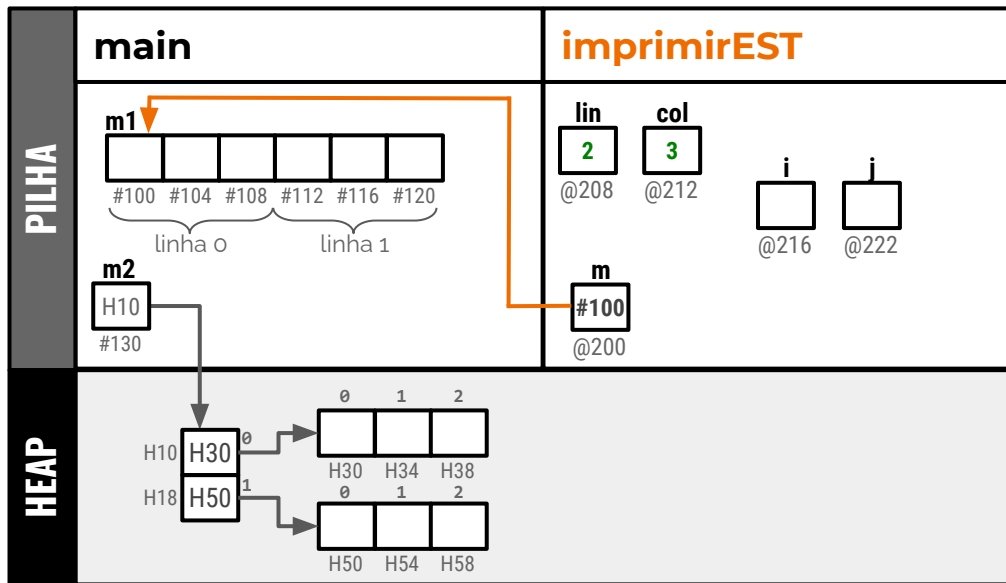 main
imprimirEST
PILHA
m1
#100 #104 #108 #112 #116 #120
linha 0 linha 1
m2
H10
#130
lin col
2 3
@208 @212
i j
@216 @222
m
#100
@200
HEAP
0 1 2
H10 H30 0
H30 H34 H38
H18 H50 1
0 1 2
H50 H54 H58